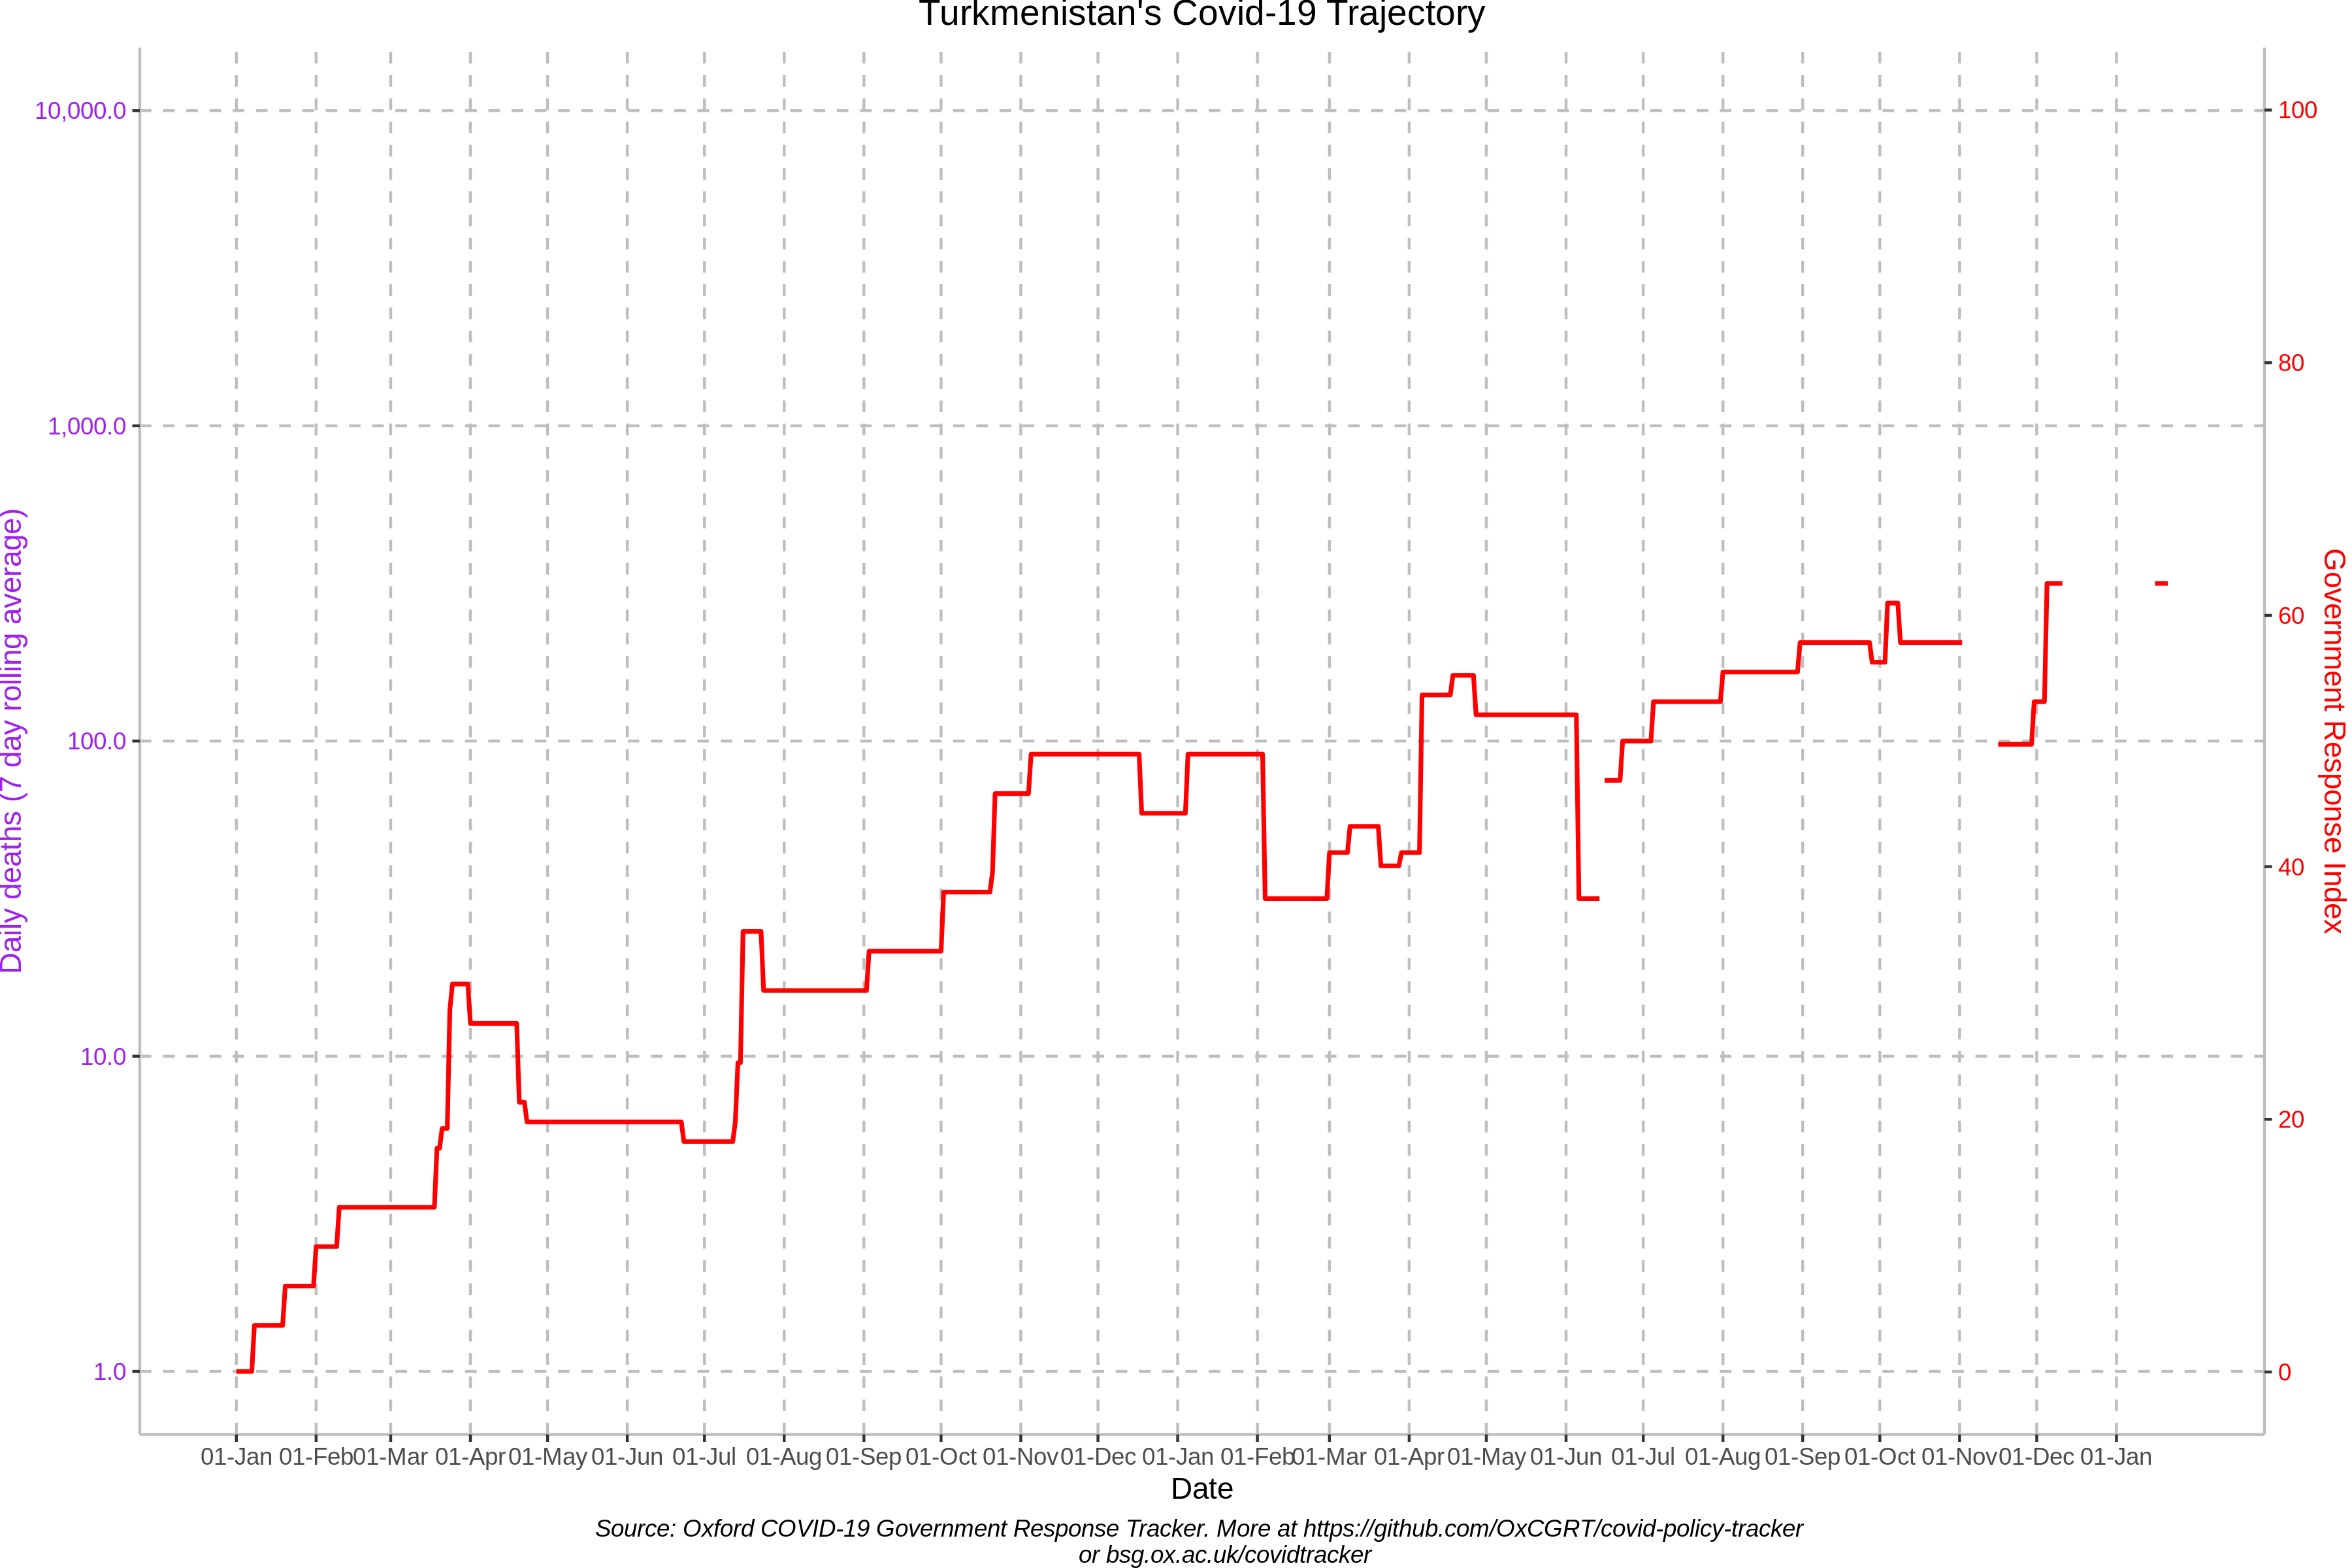 Turkmenistan's Covid-19 Trajectory
10,000.0
1,000.0
100.0
10.0
1.0
Daily deaths (7 day rolling average)
100
80
60
40
20
0
Government Response Index
01-Jan 01-Feb 01-Mar 01-Apr 01-May 01-Jun 01-Jul 01-Aug 01-Sep 01-Oct 01-Nov 01-Dec 01-Jan 01-Feb 01-Mar 01-Apr 01-May 01-Jun 01-Jul 01-Aug 01-Sep 01-Oct 01-Nov 01-Dec 01-Jan
Date
Source: Oxford COVID-19 Government Response Tracker. More at https://github.com/OxCGRT/covid-policy-tracker
or bsg.ox.ac.uk/covidtracker